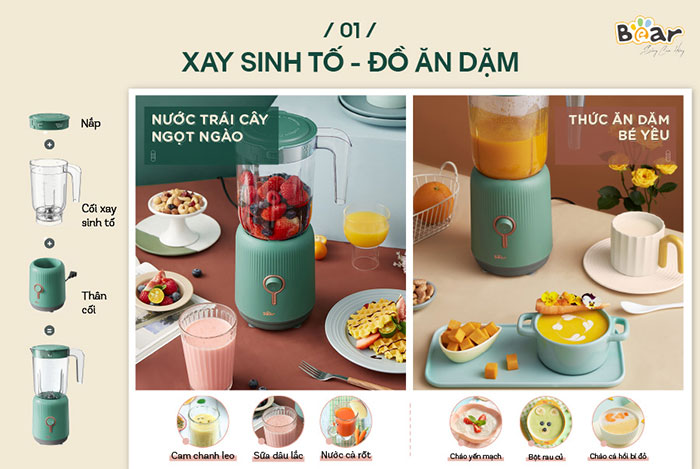 / 01 /
XAY SINH TỐ - ĐỒ ĂN DẶM
Bear
Nắp
Cối xay
sinh tố
Thân
cối
NƯỚC TRÁI CÂY
NGỌT NGÀO
THỨC ĂN DẶM
BÉ YÊU
Bear
Bear
Cam chanh leo
Sữa dâu lắc
Nước cà rốt
Cháo yến mạch
Bột rau củ
Cháo cá hồi bí đỏ